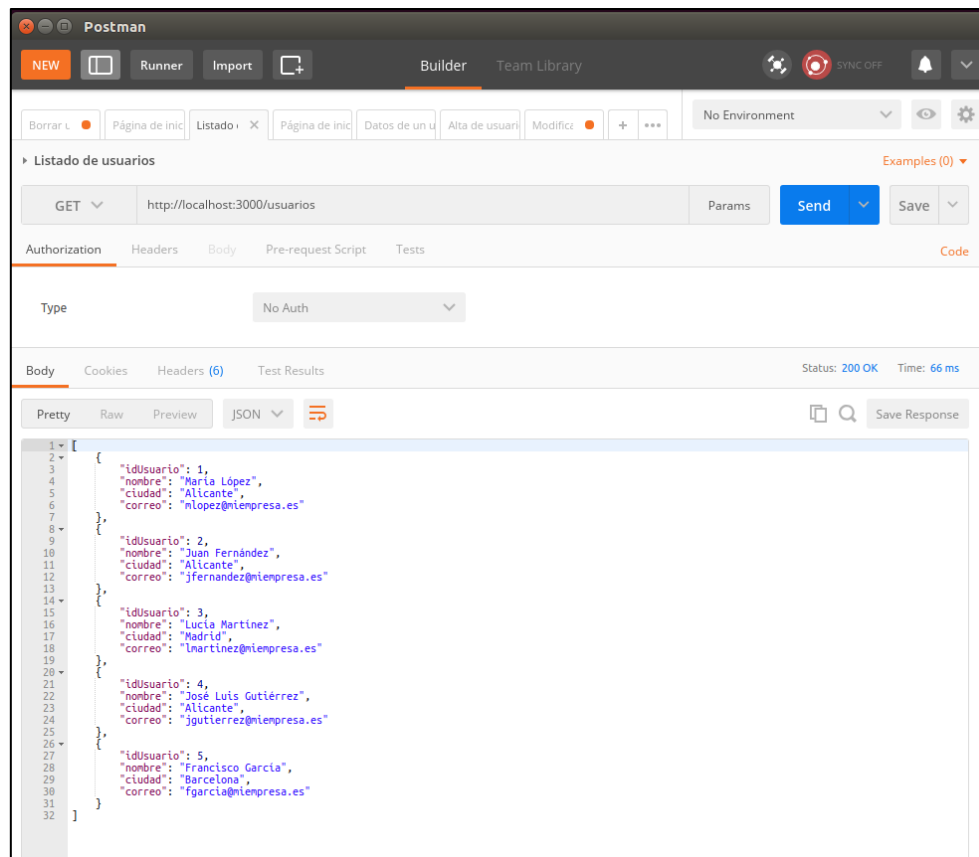 Postman
NEW Runner Import Builder Team Library SYNC OFF
Borrar u Página de inic Listado Página de inic Datos de un u Alta de usuari Modifica + ••• No Environment
Listado de usuarios Examples (0)
GET http://localhost:3000/usuarios Params Send Save
Authorization Headers Body Pre-request Script Tests Code
Type No Auth
Body Cookies Headers (6) Test Results Status: 200 OK Time: 66 ms
Pretty Raw Preview JSON Save Response
1 [
2 {
3 "idUsuario": 1,
4 "nombre": "María López",
5 "ciudad": "Alicante",
6 "correo": "mlopez@miempresa.es"
7 },
8 {
9 "idUsuario": 2,
10 "nombre": "Juan Fernández",
11 "ciudad": "Alicante",
12 "correo": "jfernandez@miempresa.es"
13 },
14 {
15 "idUsuario": 3,
16 "nombre": "Lucía Martínez",
17 "ciudad": "Madrid",
18 "correo": "lmartinez@miempresa.es"
19 },
20 {
21 "idUsuario": 4,
22 "nombre": "José Luis Gutiérrez",
23 "ciudad": "Alicante",
24 "correo": "jgutierrez@miempresa.es"
25 },
26 {
27 "idUsuario": 5,
28 "nombre": "Francisco García",
29 "ciudad": "Barcelona",
30 "correo": "fgarcia@miempresa.es"
31 }
32 ]